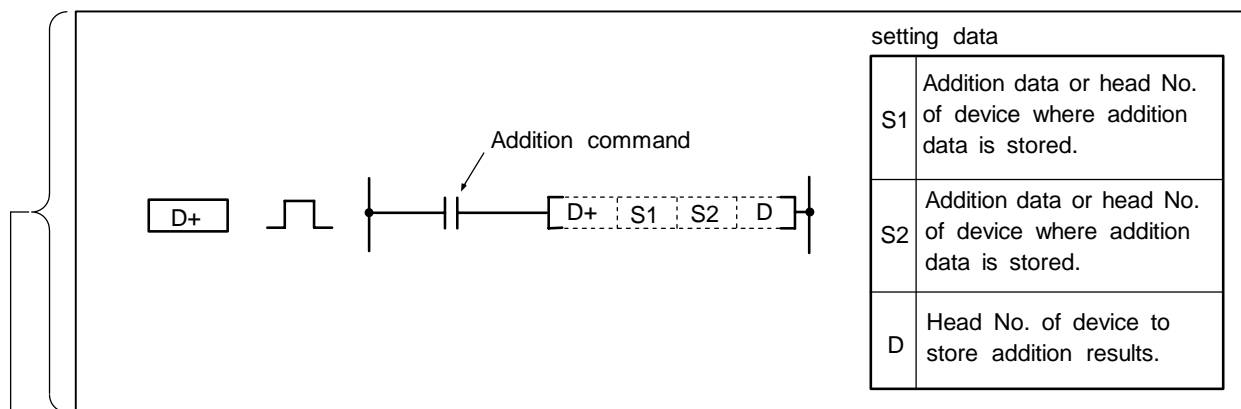 setting data
Addition command
D+
D+ S1 S2 D
S1
Addition data or head No.
of device where addition
data is stored.
S2
Addition data or head No.
of device where addition
data is stored.
D
Head No. of device to
store addition results.